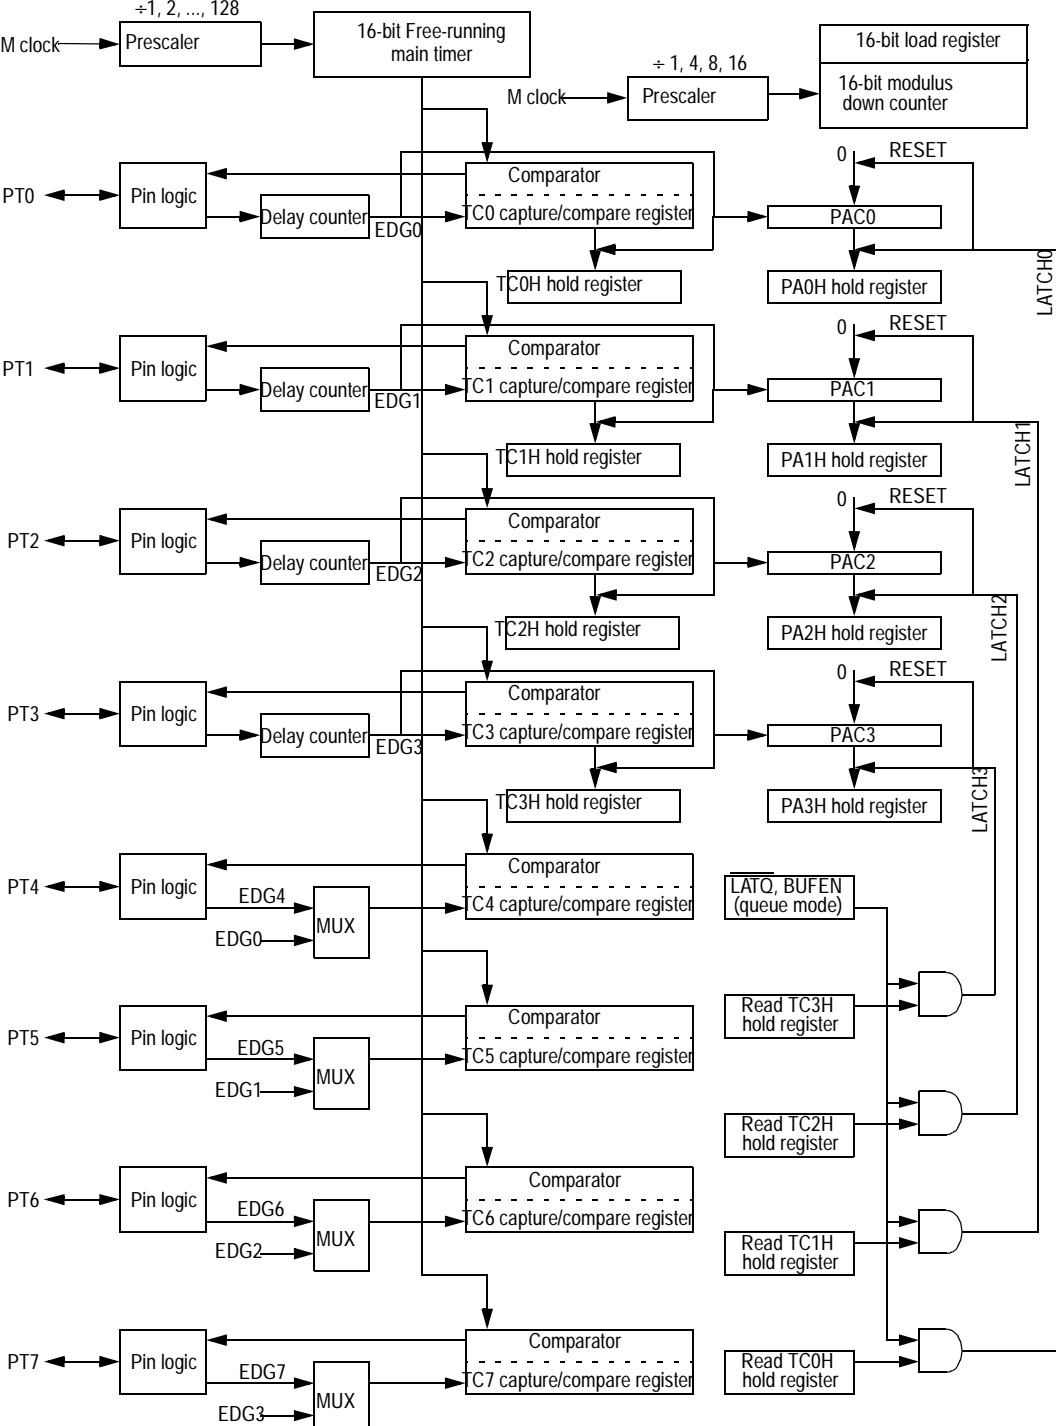 ÷1, 2, ..., 128
M clock
Prescaler
16-bit Free-running
main timer
16-bit load register
÷ 1, 4, 8, 16
M clock
Prescaler
16-bit modulus
down counter
PT0
Pin logic
Delay counter
EDG0
Comparator
TC0 capture/compare register
TC0H hold register
0
RESET
PAC0
PA0H hold register
LATCH0
PT1
Pin logic
Delay counter
EDG1
Comparator
TC1 capture/compare register
TC1H hold register
0
RESET
PAC1
PA1H hold register
LATCH1
PT2
Pin logic
Delay counter
EDG2
Comparator
TC2 capture/compare register
TC2H hold register
0
RESET
PAC2
PA2H hold register
LATCH2
PT3
Pin logic
Delay counter
EDG3
Comparator
TC3 capture/compare register
TC3H hold register
0
RESET
PAC3
PA3H hold register
LATCH3
PT4
Pin logic
EDG4
EDG0
MUX
Comparator
TC4 capture/compare register
LATQ, BUFEN
(queue mode)
Read TC3H
hold register
PT5
Pin logic
EDG5
EDG1
MUX
Comparator
TC5 capture/compare register
Read TC2H
hold register
PT6
Pin logic
EDG6
EDG2
MUX
Comparator
TC6 capture/compare register
Read TC1H
hold register
PT7
Pin logic
EDG7
EDG3
MUX
Comparator
TC7 capture/compare register
Read TC0H
hold register